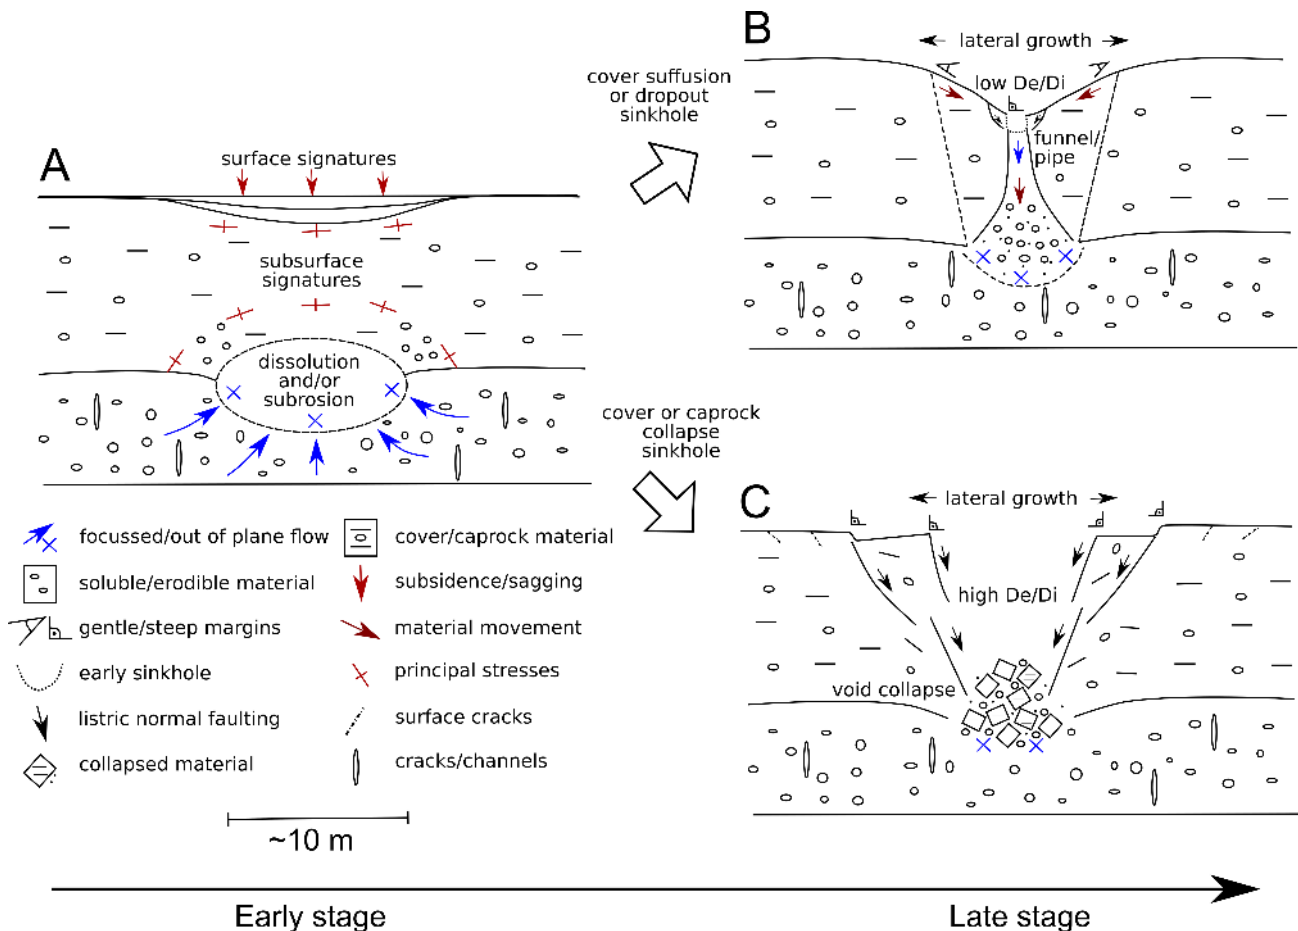 A
surface signatures
subsurface
signatures
dissolution
and/or
subrosion
cover suffusion
or dropout
sinkhole
B
lateral growth
low De/Di
funnel/
pipe
cover or caprock
collapse
sinkhole
C
lateral growth
high De/Di
void collapse
focussed/out of plane flow
soluble/erodible material
gentle/steep margins
early sinkhole
listric normal faulting
collapsed material
cover/caprock material
subsidence/sagging
material movement
principal stresses
surface cracks
cracks/channels
~10 m
Early stage
Late stage